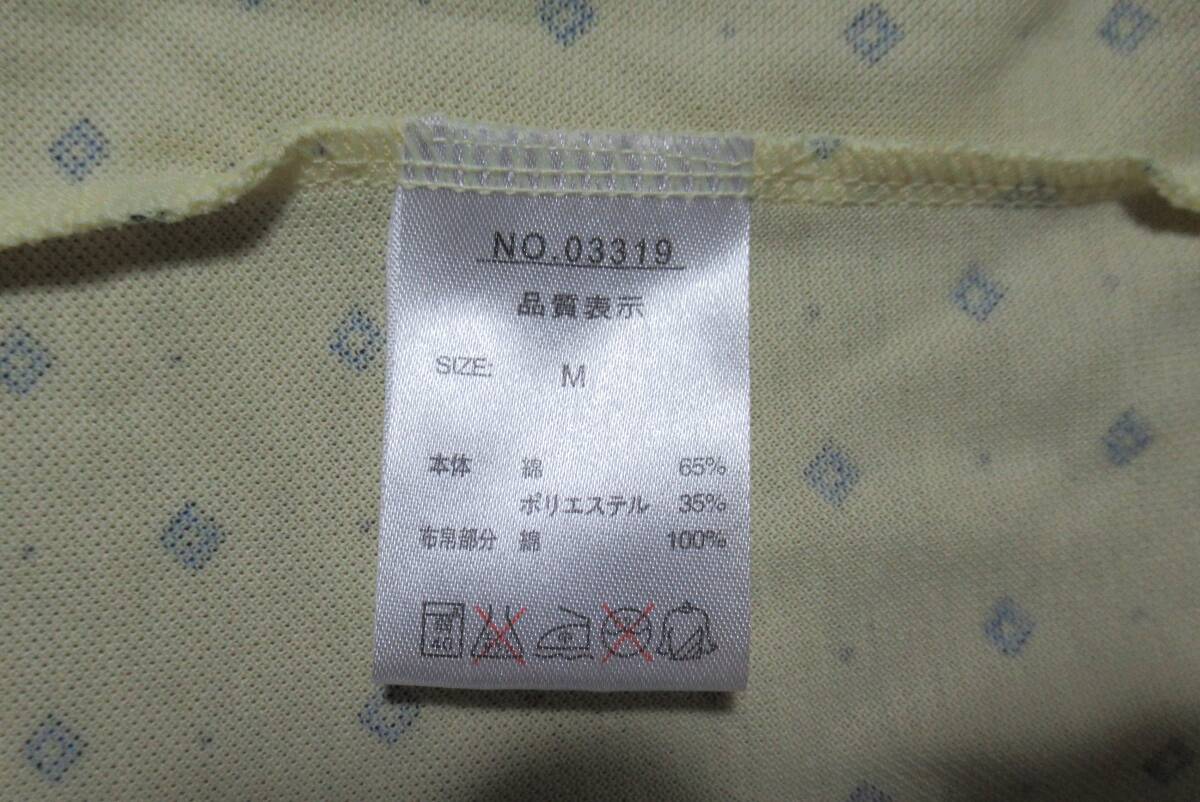 NO.03319
品質表示
SIZE: M
本体 綿 65%
ポリエステル 35%
布帛部分 綿 100%